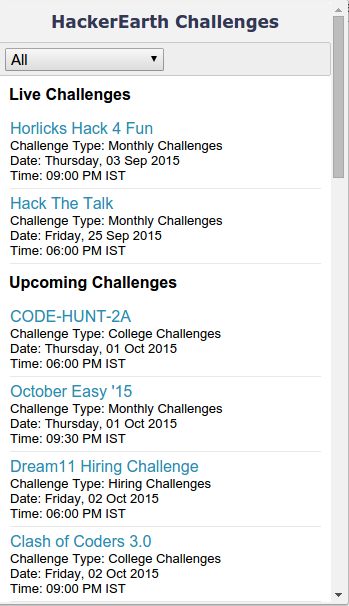 HackerEarth Challenges
All
Live Challenges
Horlicks Hack 4 Fun
Challenge Type: Monthly Challenges
Date: Thursday, 03 Sep 2015
Time: 09:00 PM IST
Hack The Talk
Challenge Type: Monthly Challenges
Date: Friday, 25 Sep 2015
Time: 06:00 PM IST
Upcoming Challenges
CODE-HUNT-2A
Challenge Type: College Challenges
Date: Thursday, 01 Oct 2015
Time: 06:00 PM IST
October Easy '15
Challenge Type: Monthly Challenges
Date: Thursday, 01 Oct 2015
Time: 09:30 PM IST
Dream11 Hiring Challenge
Challenge Type: Hiring Challenges
Date: Friday, 02 Oct 2015
Time: 06:00 PM IST
Clash of Coders 3.0
Challenge Type: College Challenges
Date: Friday, 02 Oct 2015
Time: 09:00 PM IST